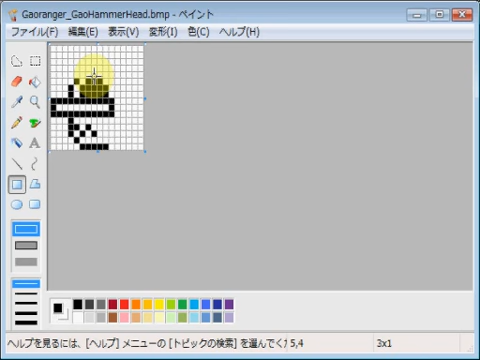 Gaoranger_GaoHammerHead.bmp - ペイント
ファイル(F) 編集(E) 表示(V) 変形(I) 色(C) ヘルプ(H)
A
ヘルプを見るには、[ヘルプ] メニューの [トピックの検索] を選んでく 5,4 3x1